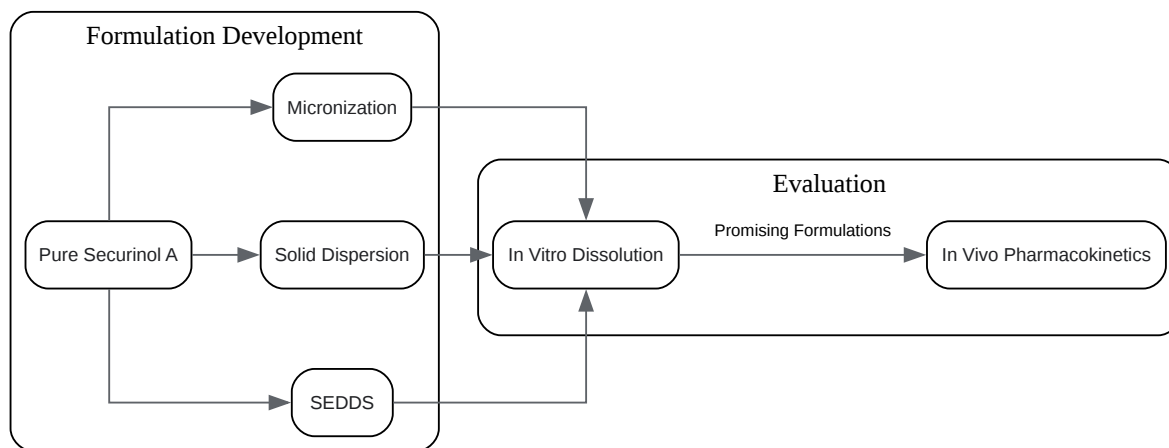 Formulation Development
Micronization
Pure Securinol A
Solid Dispersion
SEDDS
Evaluation
In Vitro Dissolution
Promising Formulations
In Vivo Pharmacokinetics